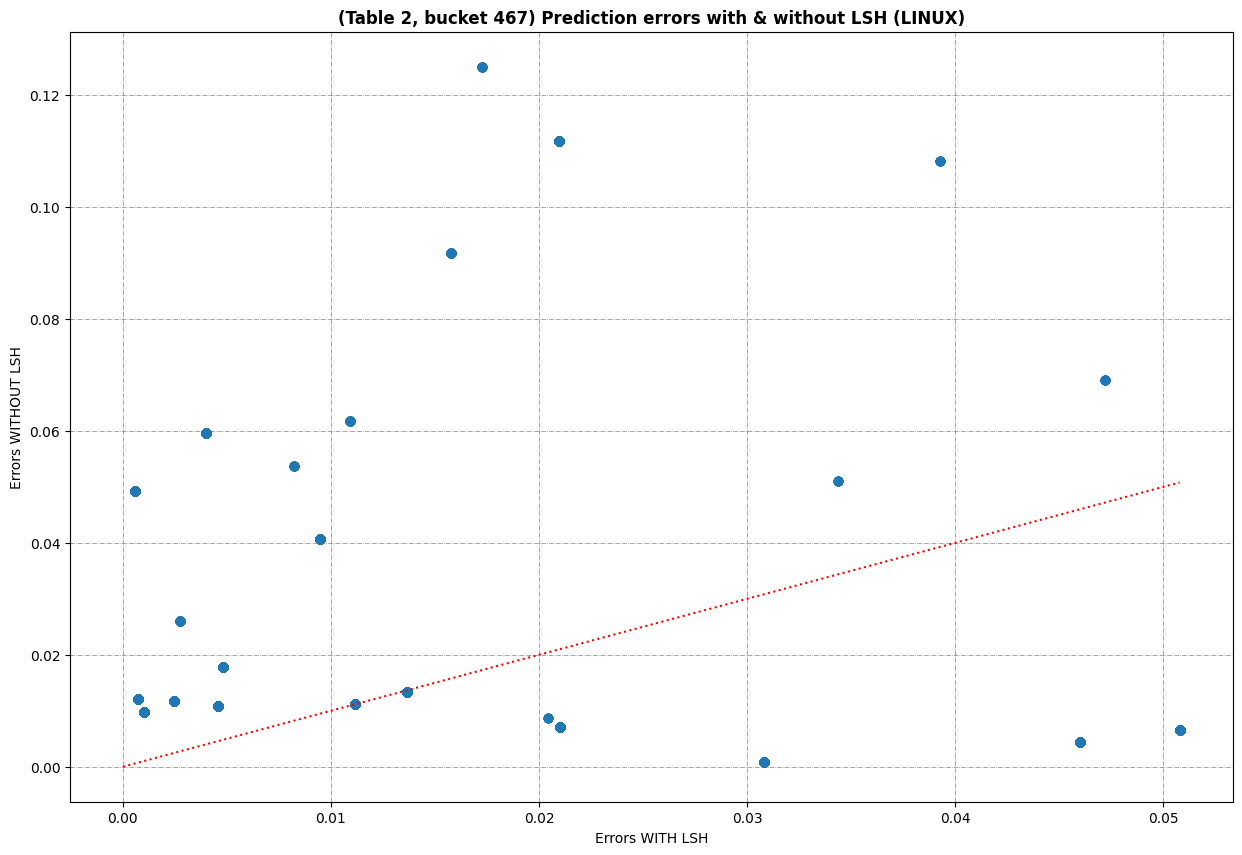 (Table 2, bucket 467) Prediction errors with & without LSH (LINUX)
Errors WITHOUT LSH
0.12
0.10
0.08
0.06
0.04
0.02
0.00
0.00 0.01 0.02 0.03 0.04 0.05
Errors WITH LSH